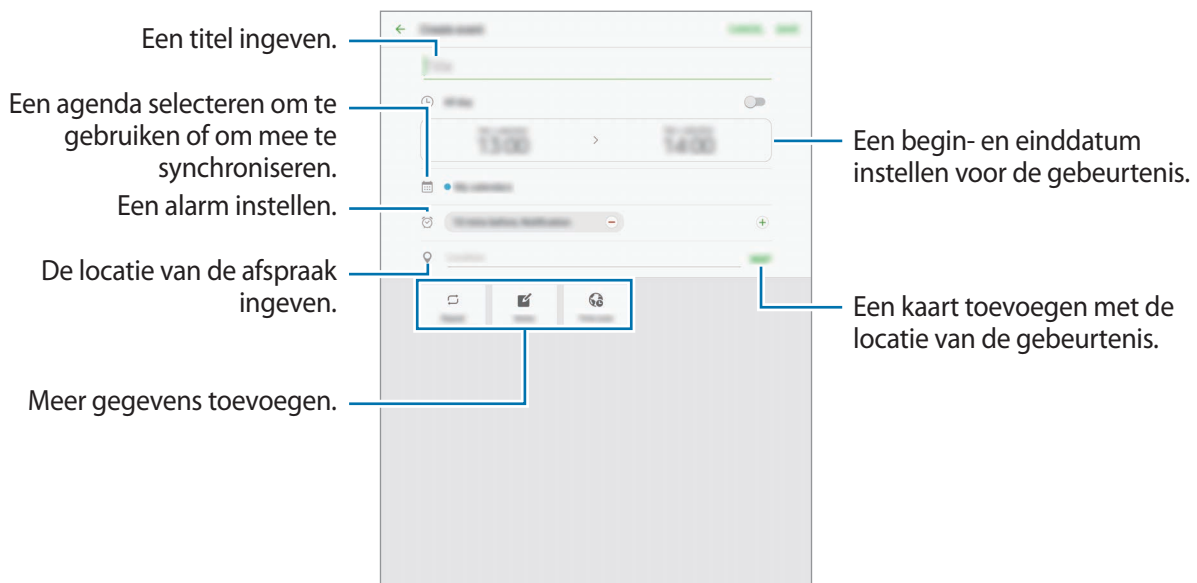 Een titel ingeven.
Een agenda selecteren om te
gebruiken of om mee te
synchroniseren.
Een alarm instellen.
De locatie van de afspraak
ingeven.
Meer gegevens toevoegen.
Een begin- en einddatum
instellen voor de gebeurtenis.
Een kaart toevoegen met de
locatie van de gebeurtenis.